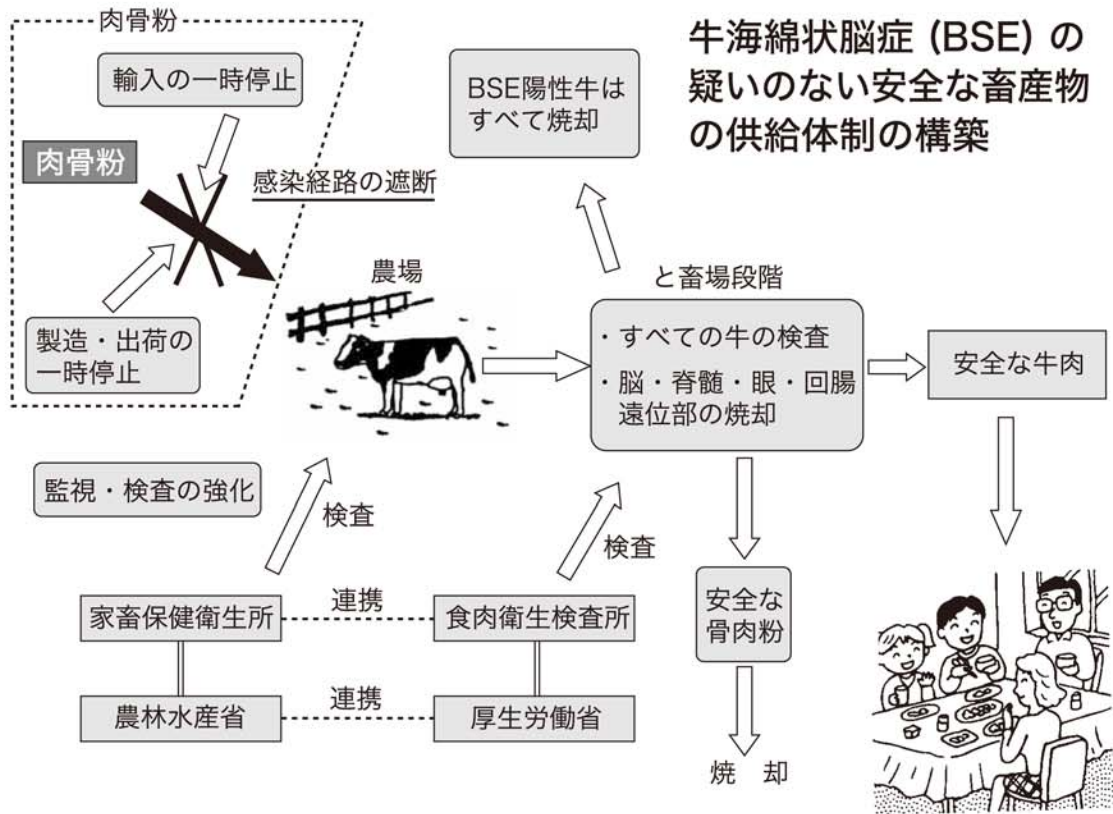 牛海綿状脳症 (BSE) の
疑いのない安全な畜産物
の供給体制の構築
肉骨粉
輸入の一時停止
肉骨粉
感染経路の遮断
製造・出荷の
一時停止
BSE陽性牛は
すべて焼却
農場
と畜場段階
・すべての牛の検査
・脳・脊髄・眼・回腸
遠位部の焼却
安全な牛肉
監視・検査の強化
検査
検査
家畜保健衛生所
連携
食肉衛生検査所
農林水産省
連携
厚生労働省
安全な
骨肉粉
焼 却